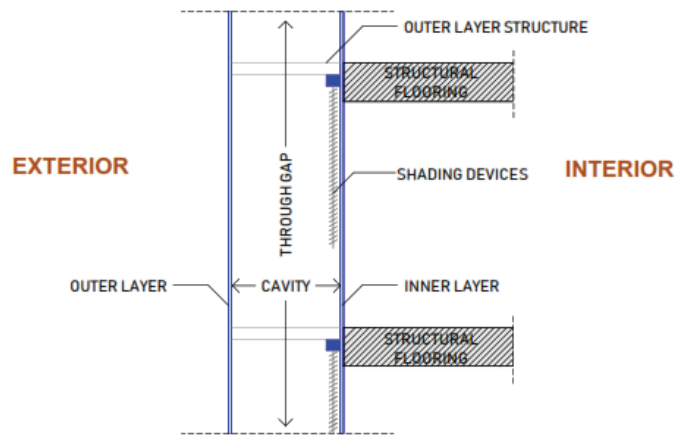 OUTER LAYER STRUCTURE
STRUCTURAL
FLOORING
EXTERIOR
THROUGH GAP
SHADING DEVICES
INTERIOR
OUTER LAYER
CAVITY
INNER LAYER
STRUCTURAL
FLOORING